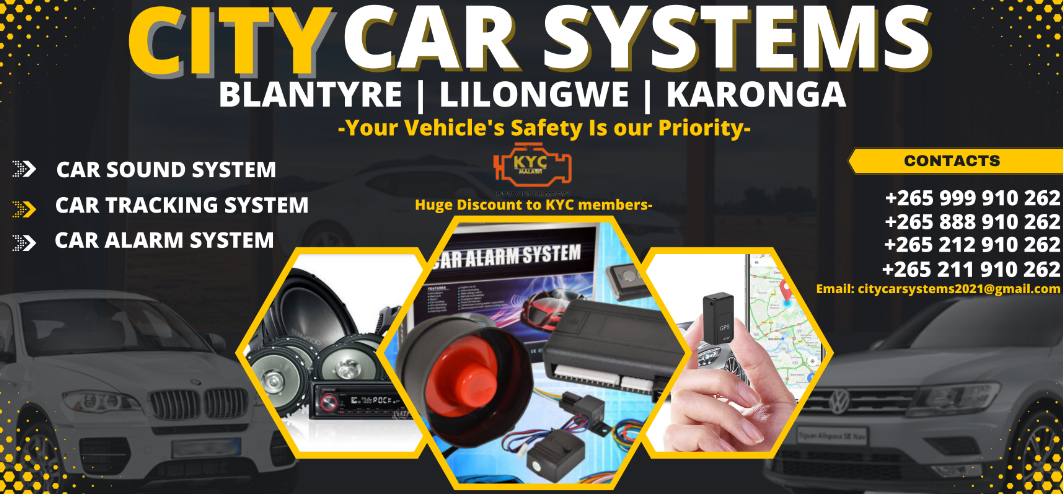 CITY CAR SYSTEMS
BLANTYRE | LILONGWE | KARONGA
-Your Vehicle's Safety Is our Priority-
KYC
MALAWI
Huge Discount to KYC members-
CAR SOUND SYSTEM
CAR TRACKING SYSTEM
CAR ALARM SYSTEM
CONTACTS
+265 999 910 262
+265 888 910 262
+265 212 910 262
+265 211 910 262
Email: citycarsystems2021@gmail.com
CAR ALARM SYSTEM
FEATURES
GPS